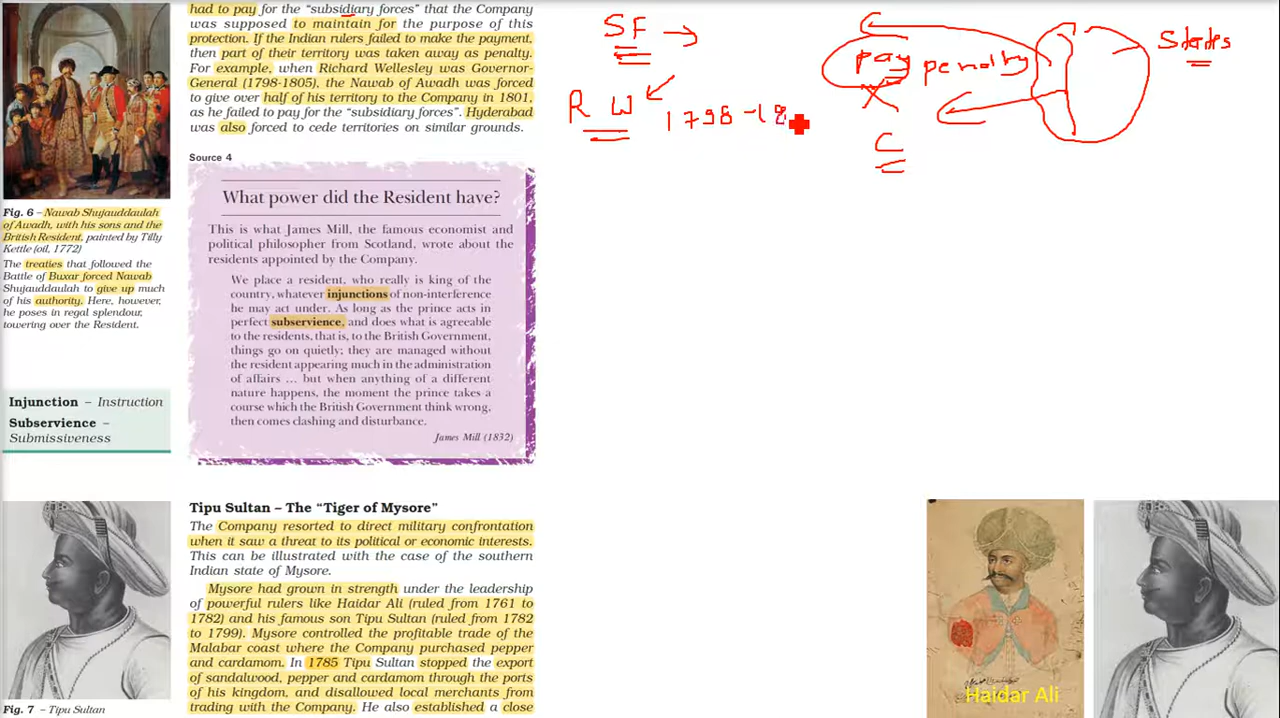 had to pay for the "subsidiary forces" that the Company
was supposed to maintain for the purpose of this
protection. If the Indian rulers failed to make the payment,
then part of their territory was taken away as penalty.
For example, when Richard Wellesley was Governor-
General (1798-1805), the Nawab of Awadh was forced
to give over half of his territory to the Company in 1801,
as he failed to pay for the "subsidiary forces". Hyderabad
was also forced to cede territories on similar grounds.
Source 4
What power did the Resident have?
This is what James Mill, the famous economist and
political philosopher from Scotland, wrote about the
residents appointed by the Company.
We place a resident, who really is king of the
country, whatever injunctions of non-interference
he may act under. As long as the prince acts in
perfect subservience, and does what is agreeable
to the residents, that is, to the British Government,
things go on quietly; they are managed without
the resident appearing much in the administration
of affairs ... but when anything of a different
nature happens, the moment the prince takes a
course which the British Government think wrong,
then comes clashing and disturbance.
James Mill (1832)
Fig. 6 – Nawab Shujauddaulah
of Awadh, with his sons and the
British Resident, painted by Tilly
Kettle (oil, 1772)
The treaties that followed the
Battle of Buxar forced Nawab
Shujauddaulah to give up much
of his authority. Here, however,
he poses in regal splendour,
towering over the Resident.
Injunction – Instruction
Subservience –
Submissiveness
Tipu Sultan – The "Tiger of Mysore"
The Company resorted to direct military confrontation
when it saw a threat to its political or economic interests.
This can be illustrated with the case of the southern
Indian state of Mysore.
Mysore had grown in strength under the leadership
of powerful rulers like Haidar Ali (ruled from 1761 to
1782) and his famous son Tipu Sultan (ruled from 1782
to 1799). Mysore controlled the profitable trade of the
Malabar coast where the Company purchased pepper
and cardamom. In 1785 Tipu Sultan stopped the export
of sandalwood, pepper and cardamom through the ports
of his kingdom, and disallowed local merchants from
trading with the Company. He also established a close
Fig. 7 – Tipu Sultan
SF
RW 1798-18
pay penalty
C
States
Haidar Ali